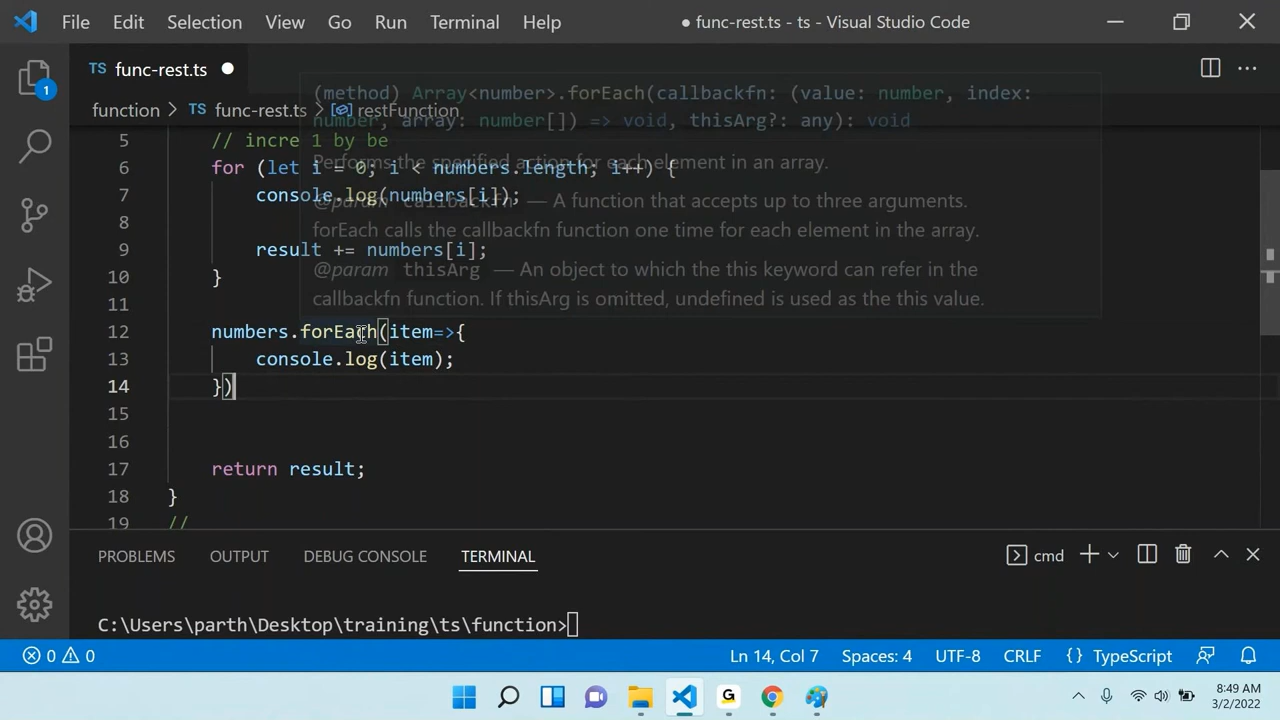 File Edit Selection View Go Run Terminal Help ● func-rest.ts - ts - Visual Studio Code
TS func-rest.ts ●
function > TS func-rest.ts > restFunction
(method) Array<number>.forEach(callbackfn: (value: number, index:
number, array: number[]) => void, thisArg?: any): void
Performs the specified action for each element in an array.
@param callbackfn — A function that accepts up to three arguments.
forEach calls the callbackfn function one time for each element in the array.
@param thisArg — An object to which the this keyword can refer in the
callbackfn function. If thisArg is omitted, undefined is used as the this value.
5 // incre 1 by be
6 for (let i = 0; i < numbers.length; i++) {
7 console.log(numbers[i]);
8
9 result += numbers[i];
10 }
11
12 numbers.forEach(item=>{
13 console.log(item);
14 })
15
16
17 return result;
18 }
19 //
1
PROBLEMS OUTPUT DEBUG CONSOLE TERMINAL cmd
C:\Users\parth\Desktop\training\ts\function>
0 0 Ln 14, Col 7 Spaces: 4 UTF-8 CRLF {} TypeScript
G
8:49 AM
3/2/2022